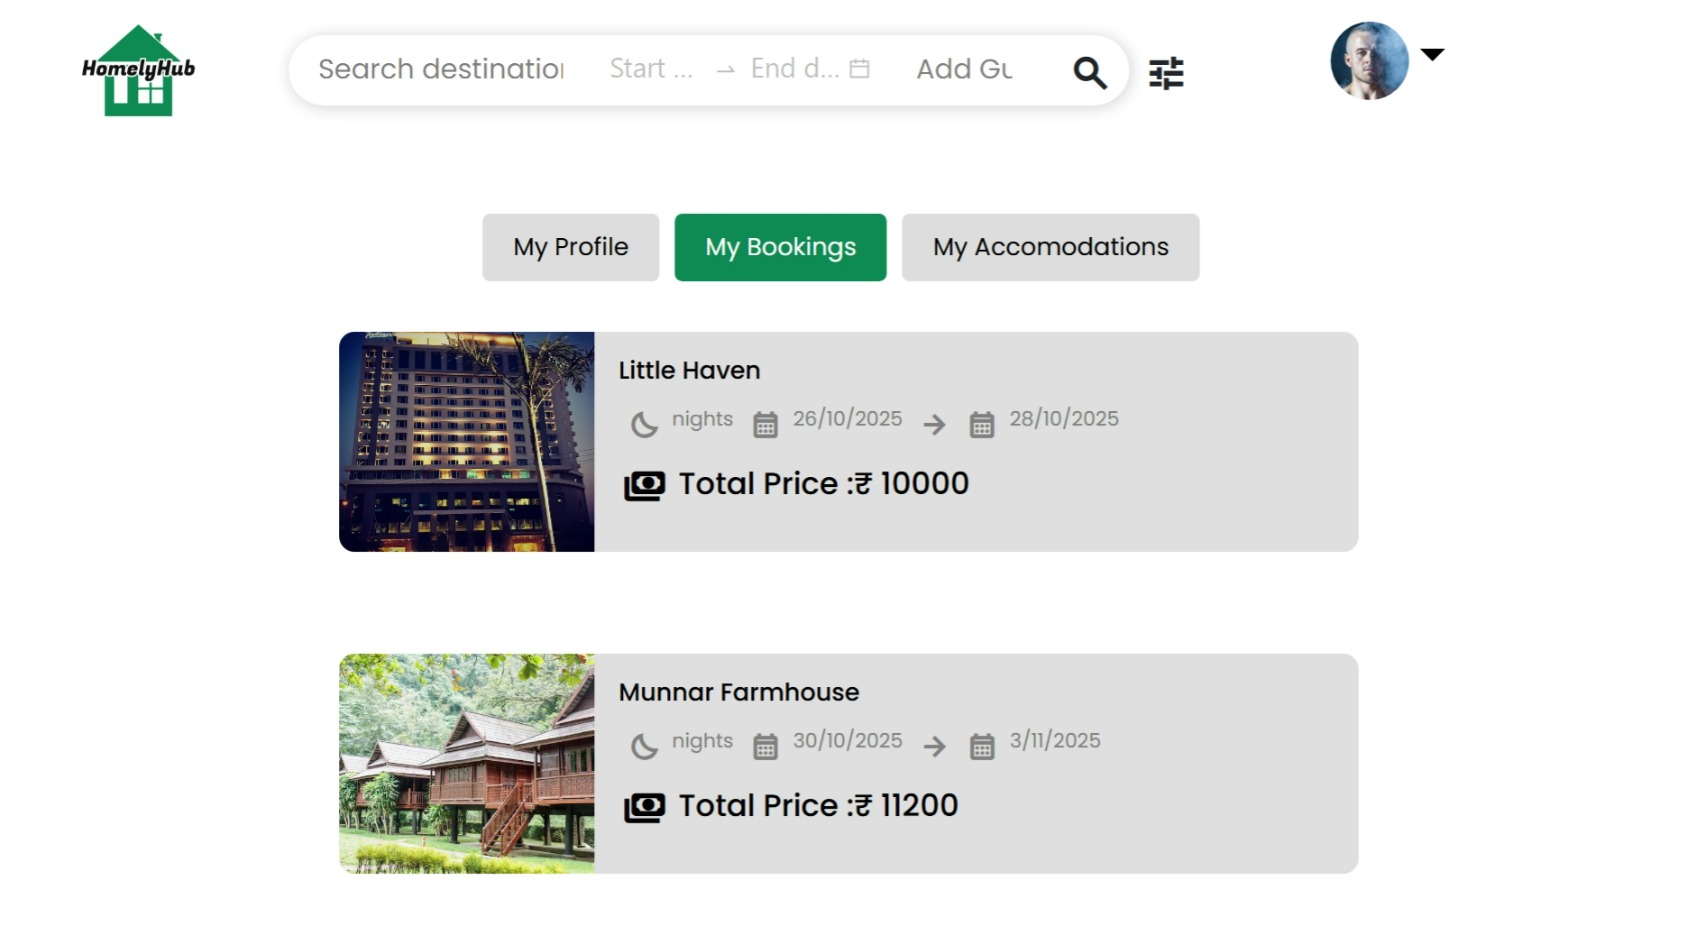 HomelyHub
Search destination
Start ... → End d...
Add Gu
My Profile
My Bookings
My Accomodations
Little Haven
nights 26/10/2025 → 28/10/2025
Total Price :₹ 10000
Munnar Farmhouse
nights 30/10/2025 → 3/11/2025
Total Price :₹ 11200